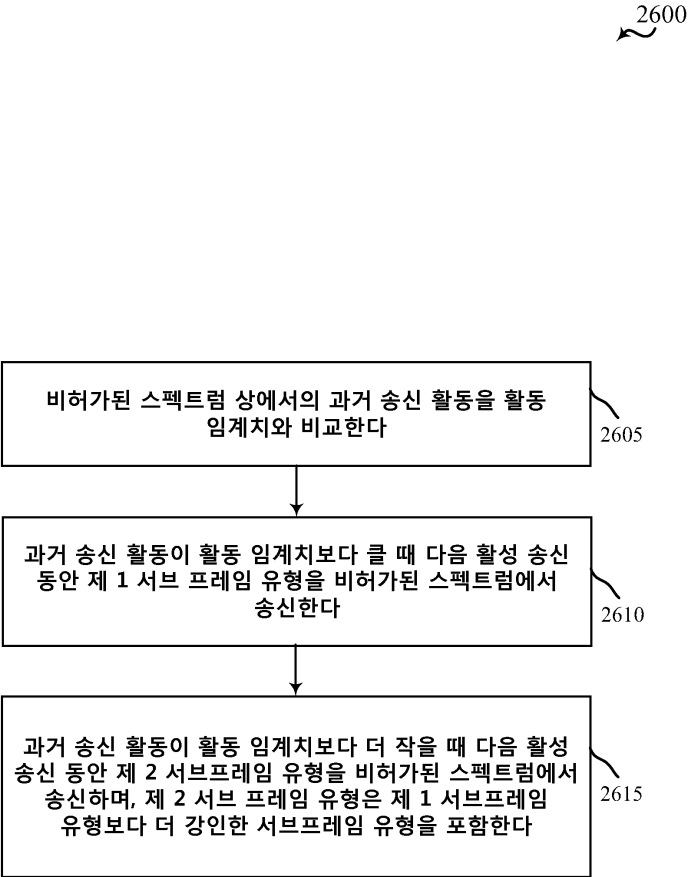 2600
비허가된 스펙트럼 상에서의 과거 송신 활동을 활동
임계치와 비교한다
2605
과거 송신 활동이 활동 임계치보다 클 때 다음 활성 송신
동안 제 1 서브 프레임 유형을 비허가된 스펙트럼에서
송신한다
2610
과거 송신 활동이 활동 임계치보다 더 작을 때 다음 활성
송신 동안 제 2 서브프레임 유형을 비허가된 스펙트럼에서
송신하며, 제 2 서브 프레임 유형은 제 1 서브프레임
유형보다 더 강인한 서브프레임 유형을 포함한다
2615